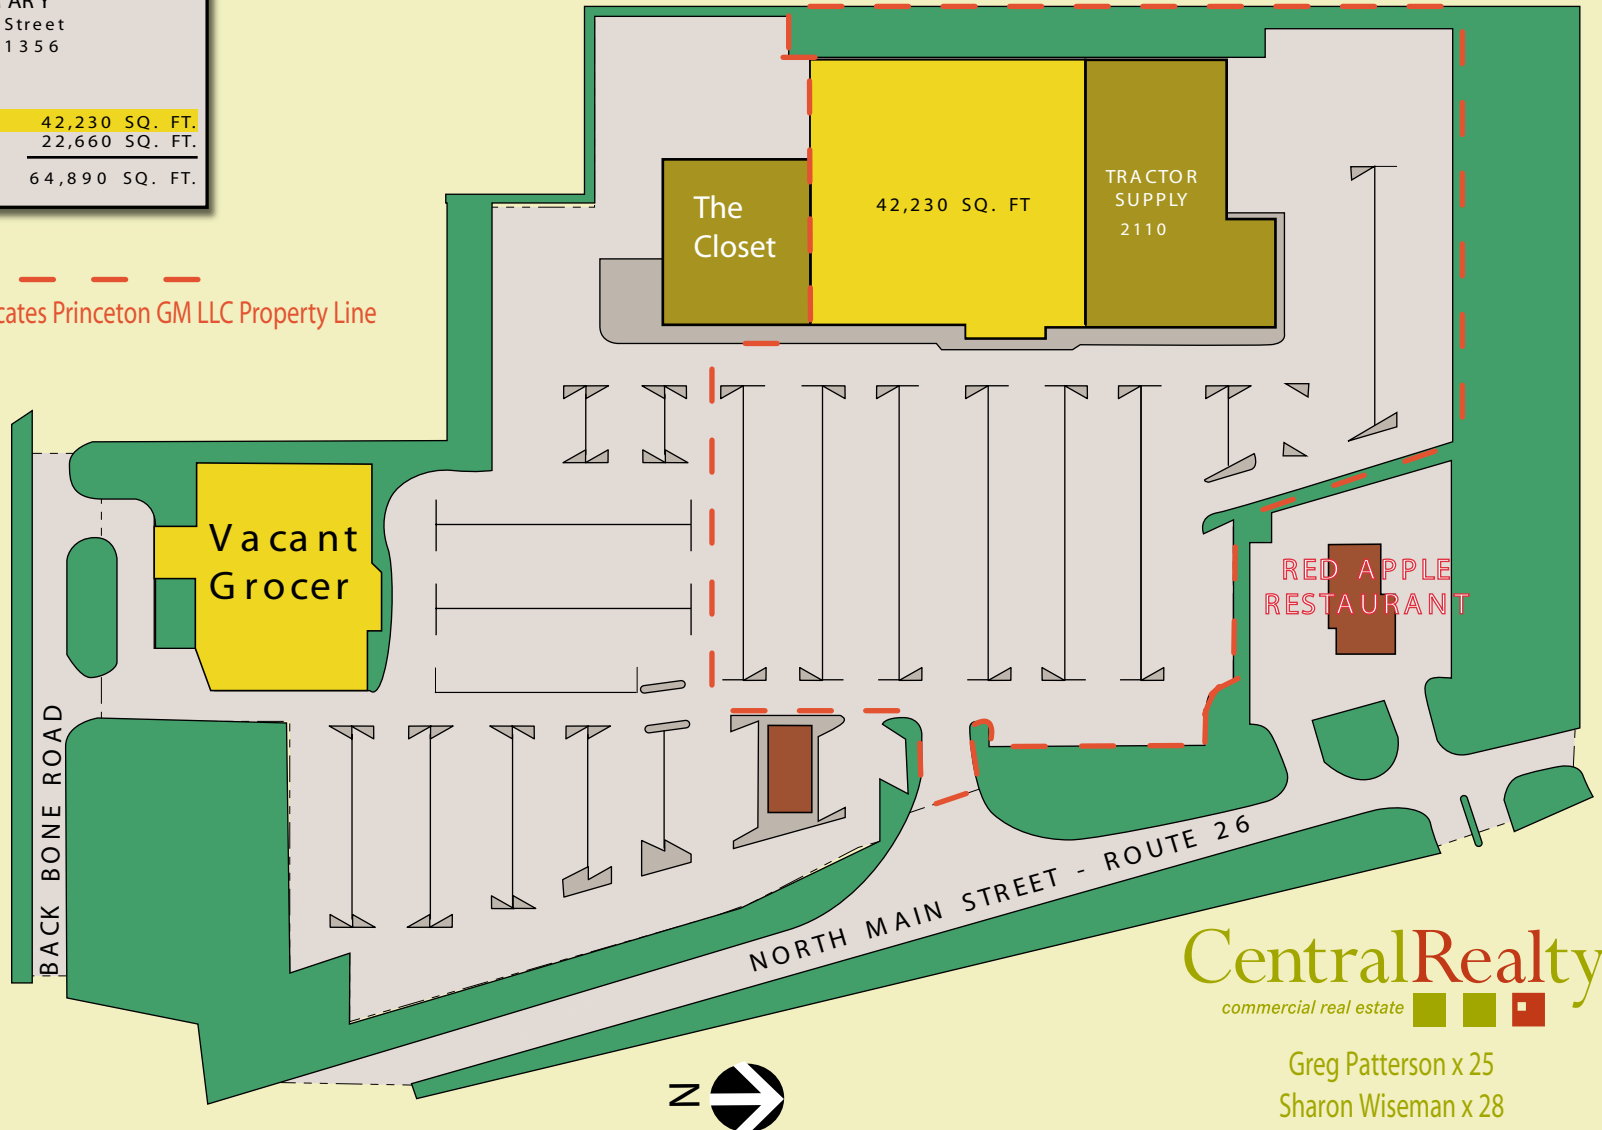 Street
1356
42,230 SQ. FT.
22,660 SQ. FT.
64,890 SQ. FT.
Princeton GM LLC Property Line
The
Closet
42,230 SQ. FT
TRACTOR
SUPPLY
2110
Vacant
Grocer
RED APPLE
RESTAURANT
BACK BONE ROAD
NORTH MAIN STREET - ROUTE 26
N
CentralRealty
commercial real estate
Greg Patterson x 25
Sharon Wiseman x 28